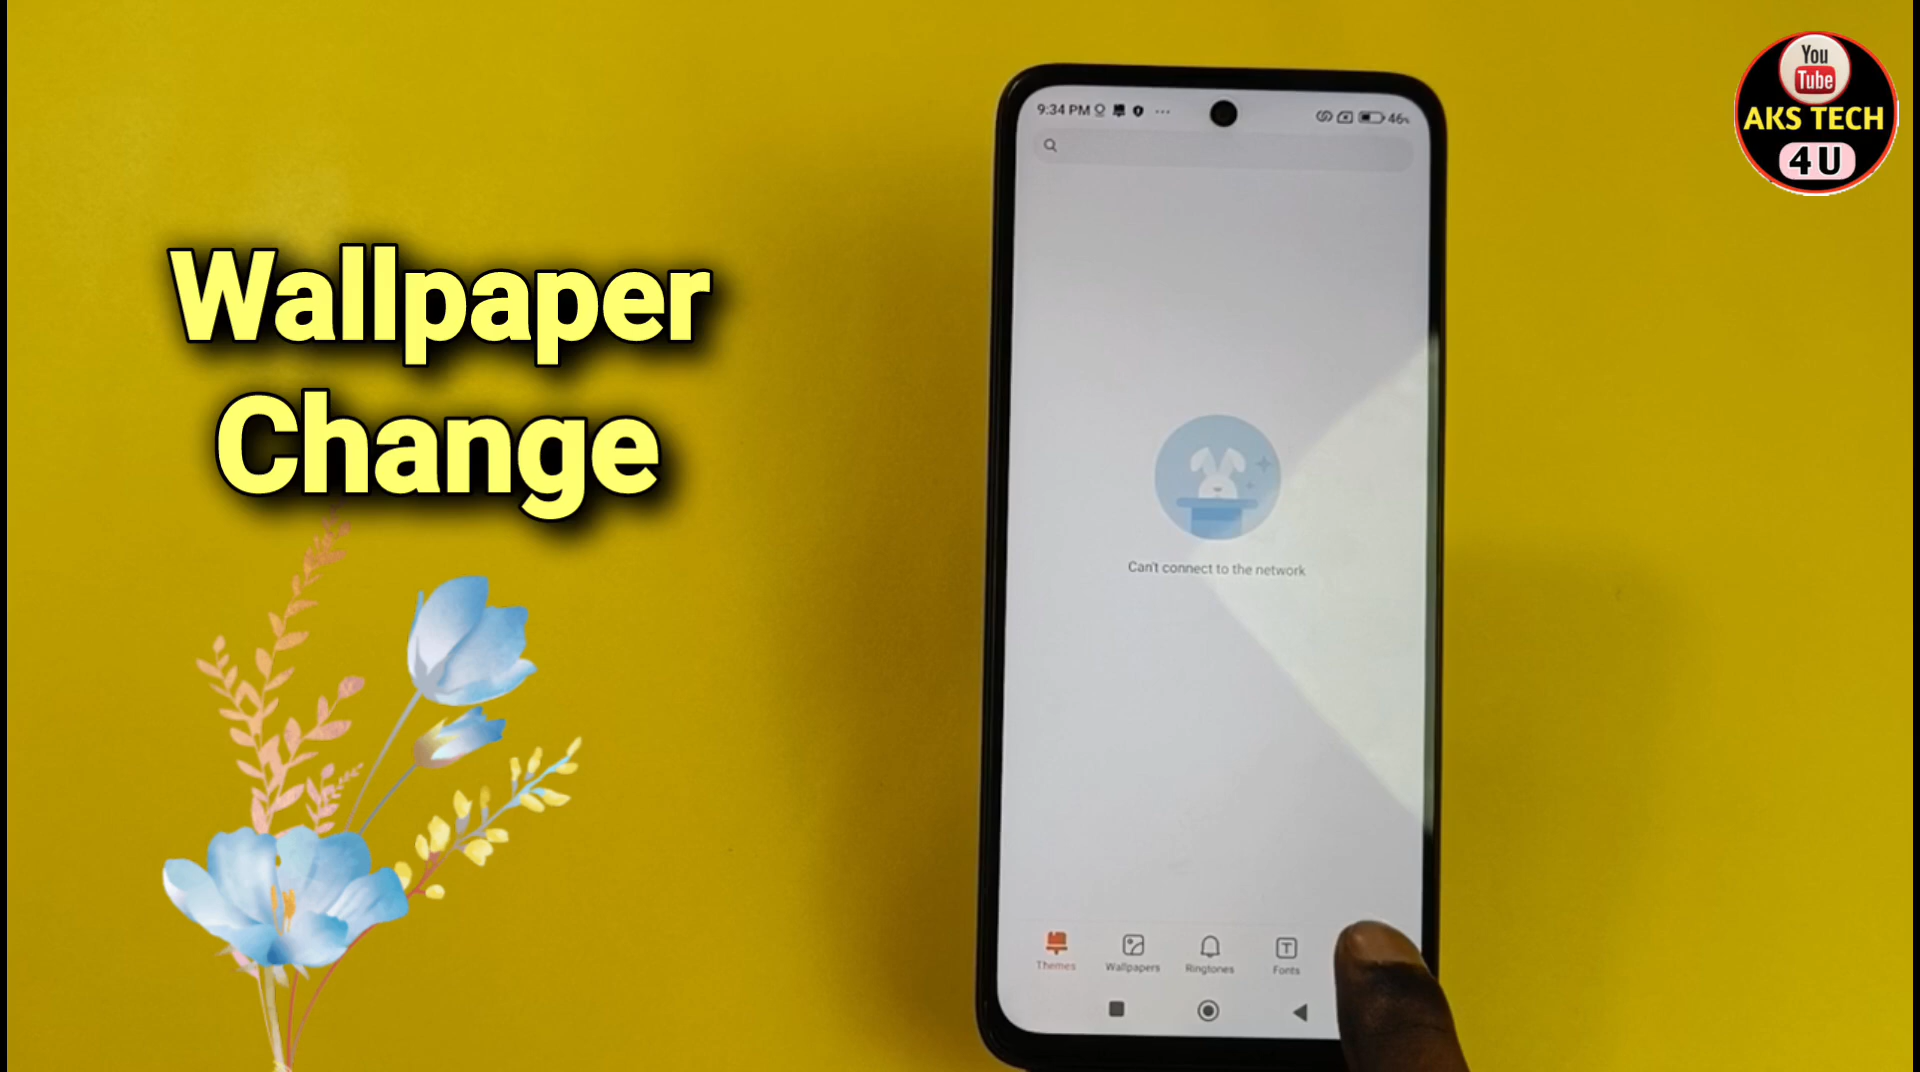 You
Tube
AKS TECH
4U
Wallpaper
Change
9:34 PM
46%
Can't connect to the network
Themes
Wallpapers
Ringtones
T
Fonts